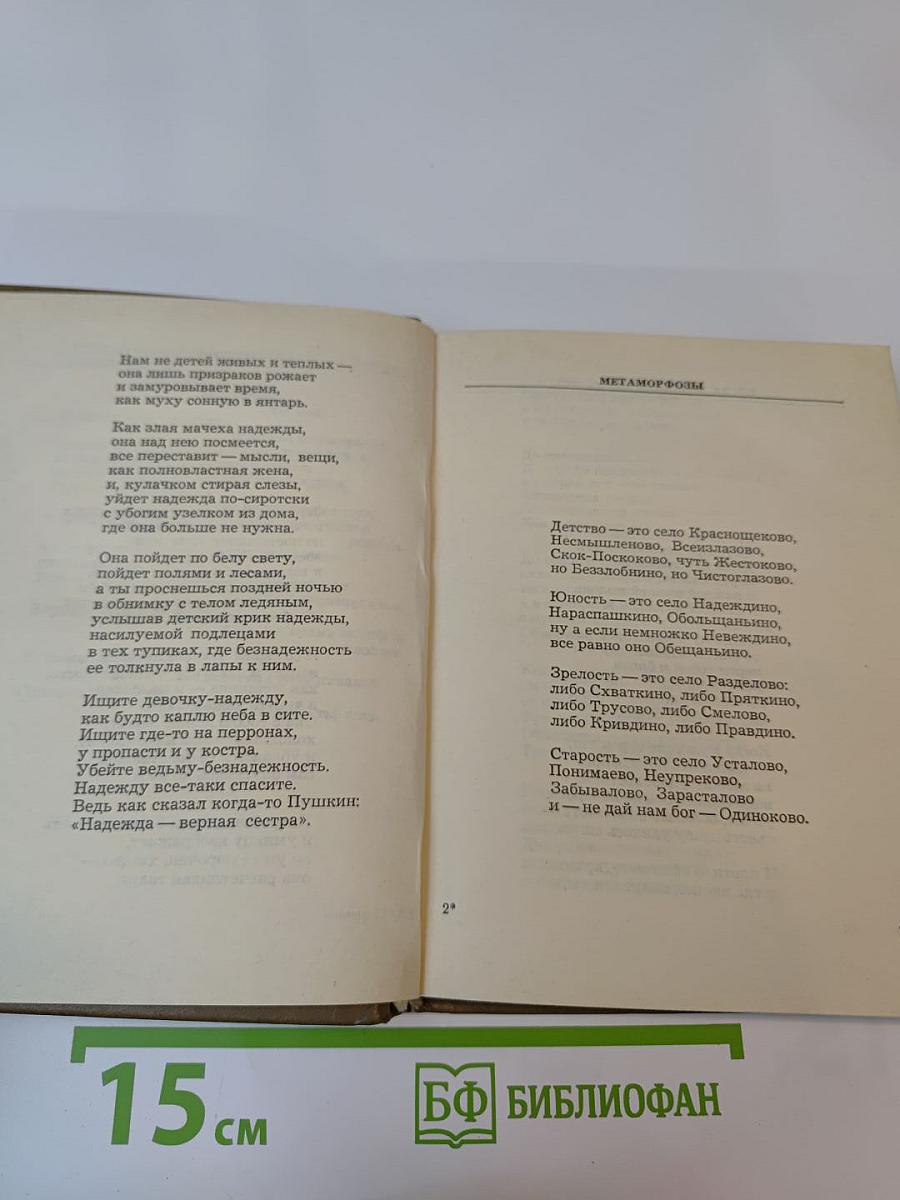 Нам не детей живых и теплых —
она лишь призраков рожает
и замуровывает время,
как муху сонную в янтарь.
Как злая мачеха надежды,
она над нею посмеется,
все переставит — мысли, вещи,
как полновластная жена,
и, кулачком стирая слезы,
уйдет надежда по-сиротски
с убогим узелком из дома,
где она больше не нужна.
Она пойдет по белу свету,
пойдет полями и лесами,
а ты проснешься поздней ночью
в обнимку с телом ледяным,
услышав детский крик надежды,
насилуемой подлецами
в тех тупиках, где безнадежность
ее толкнула в лапы к ним.
Ищите девочку-надежду,
как будто каплю неба в сите.
Ищите где-то на перронах,
у пропасти и у костра.
Убейте ведьму-безнадежность.
Надежду все-таки спасите.
Ведь как сказал когда-то Пушкин:
«Надежда — верная сестра».
МЕТАМОРФОЗЫ
Детство — это село Краснощеково,
Несмышленово, Всеизлазово,
Скок-Поскоково, чуть Жестоково,
но Беззлобнино, но Чистоглазово.
Юность — это село Надеждино,
Нараспашкино, Обольщаньино,
ну а если немножко Невеждино,
все равно оно Обещаньино.
Зрелость — это село Разделово:
либо Схваткино, либо Пряткино,
либо Трусово, либо Смелово,
либо Кривдино, либо Правдино.
Старость — это село Усталово,
Понимаево, Неупреково,
Забывалово, Зарасталово
и — не дай нам бог — Одиноково.
2*
15 см
БФ БИБЛИОФАН